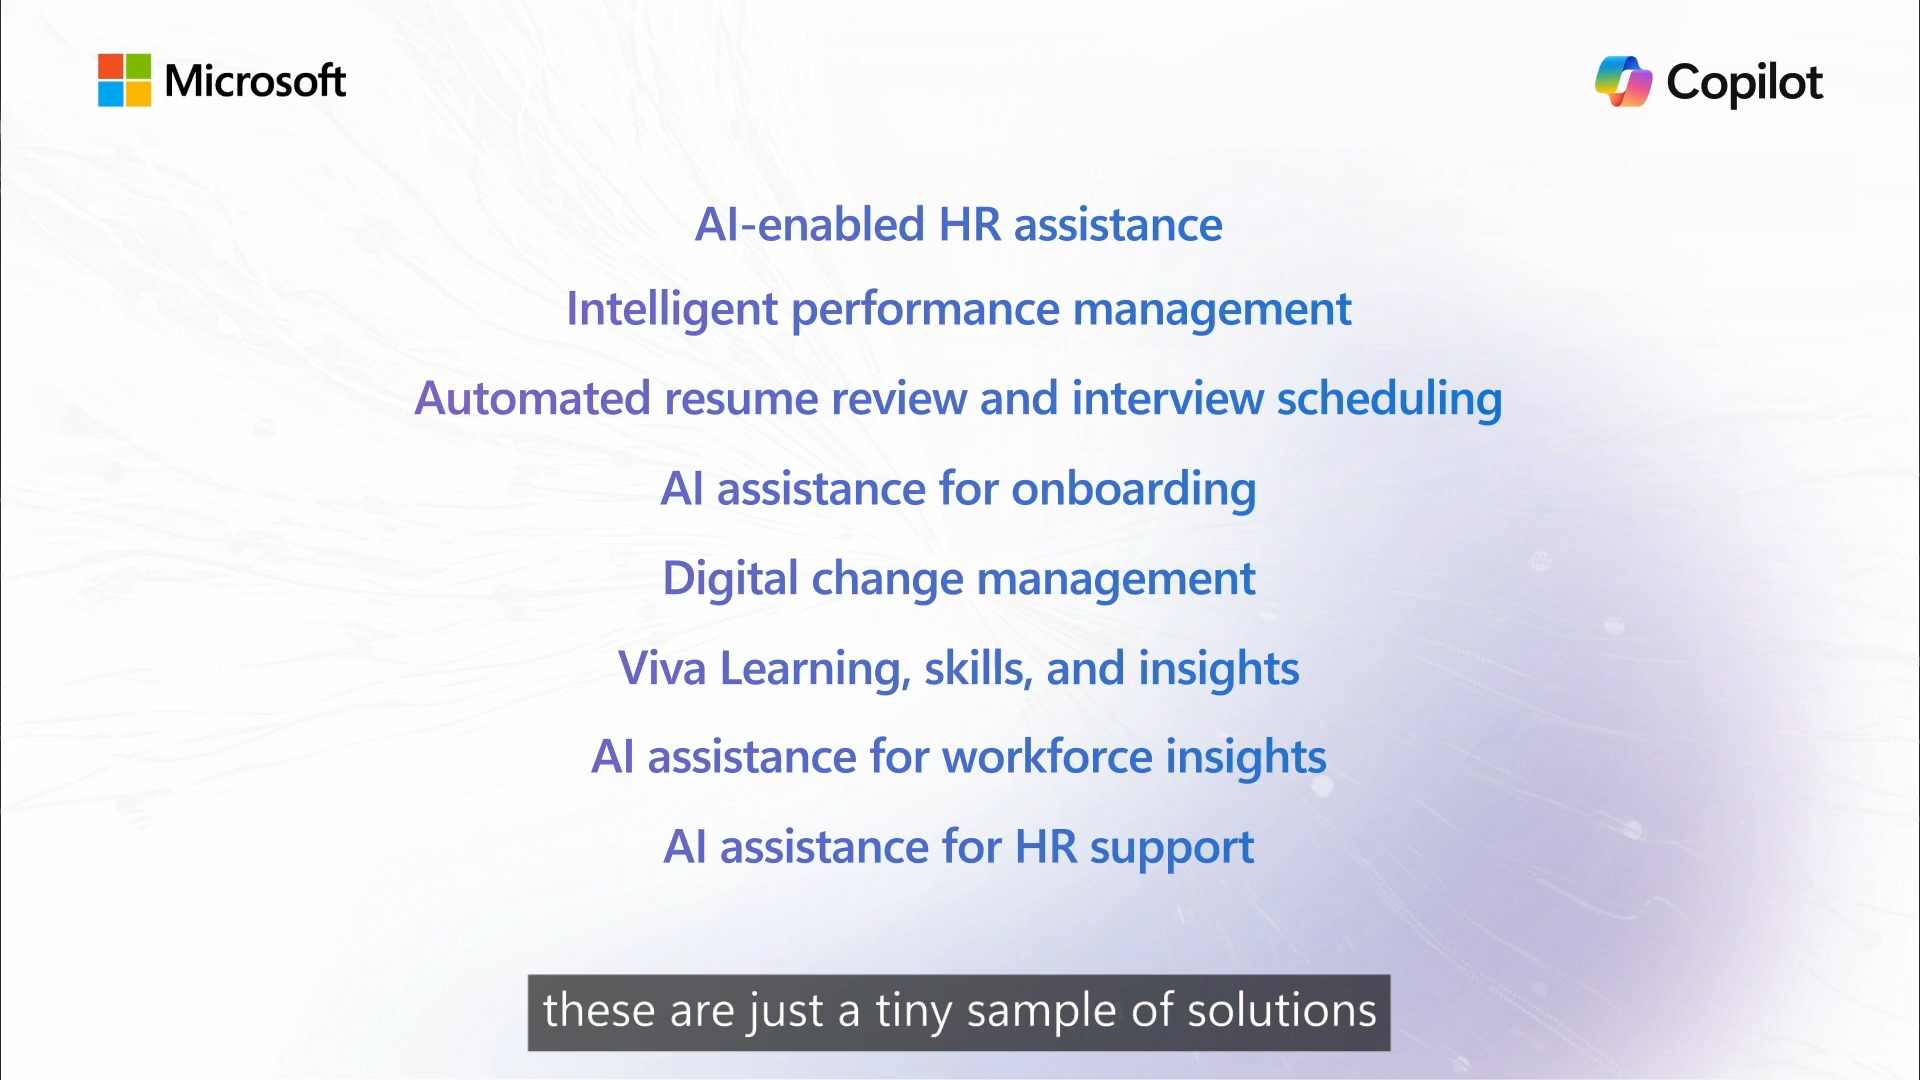 Microsoft
Copilot
AI-enabled HR assistance
Intelligent performance management
Automated resume review and interview scheduling
AI assistance for onboarding
Digital change management
Viva Learning, skills, and insights
AI assistance for workforce insights
AI assistance for HR support
these are just a tiny sample of solutions